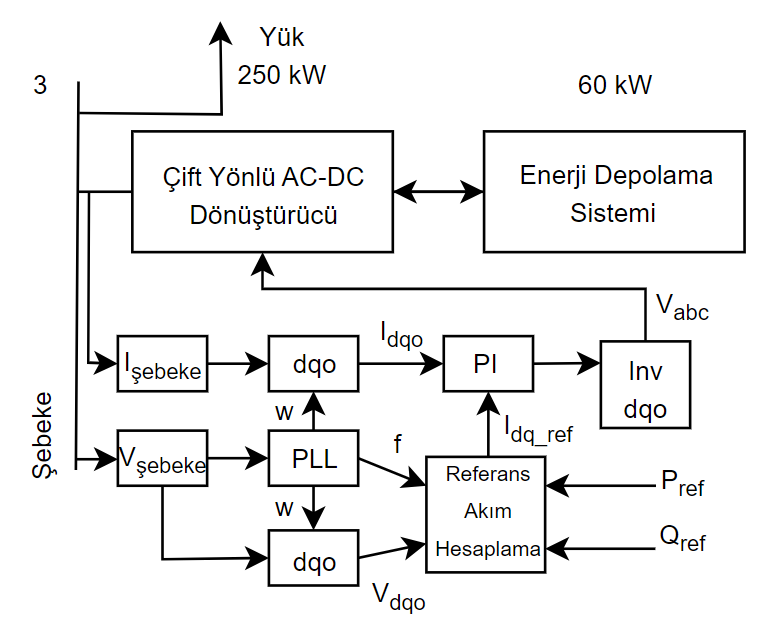 Yük
250 kW
3
60 kW
Çift Yönlü AC-DC
Dönüştürücü
Enerji Depolama
Sistemi
Vabc
Işebeke
dqo
Idqo
PI
Inv
dqo
w
Idq_ref
Şebeke
Vşebeke
PLL
f
Referans
Akım
Hesaplama
Pref
Qref
w
dqo
Vdqo